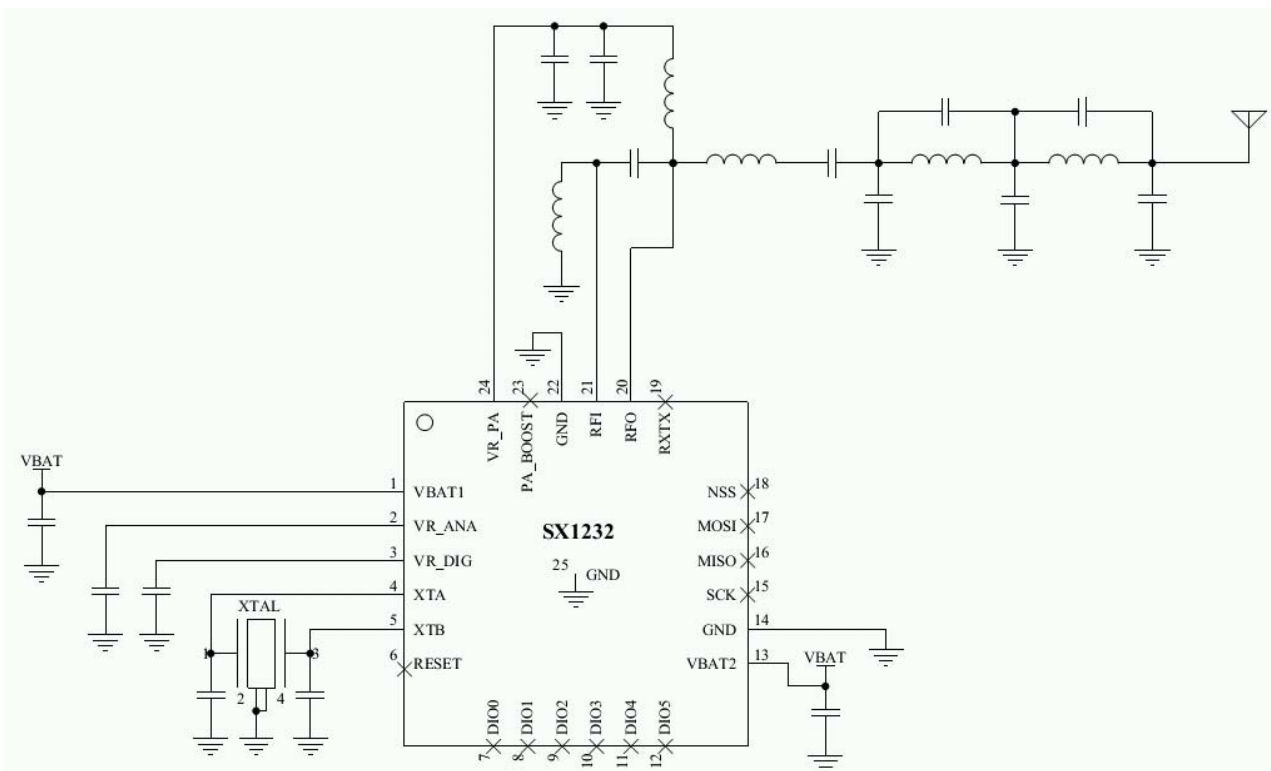 24
23
22
21
20
19
VR_PA
PA_BOOST
GND
RFI
RFO
RXTX
VBAT
1 VBAT1
2 VR_ANA
3 VR_DIG
4 XTA
5 XTB
6 RESET
XTAL
1
3
2
4
SX1232
25 GND
NSS 18
MOSI 17
MISO 16
SCK 15
GND 14
VBAT2 13
VBAT
DIO0
DIO1
DIO2
DIO3
DIO4
DIO5
7
8
9
10
11
12